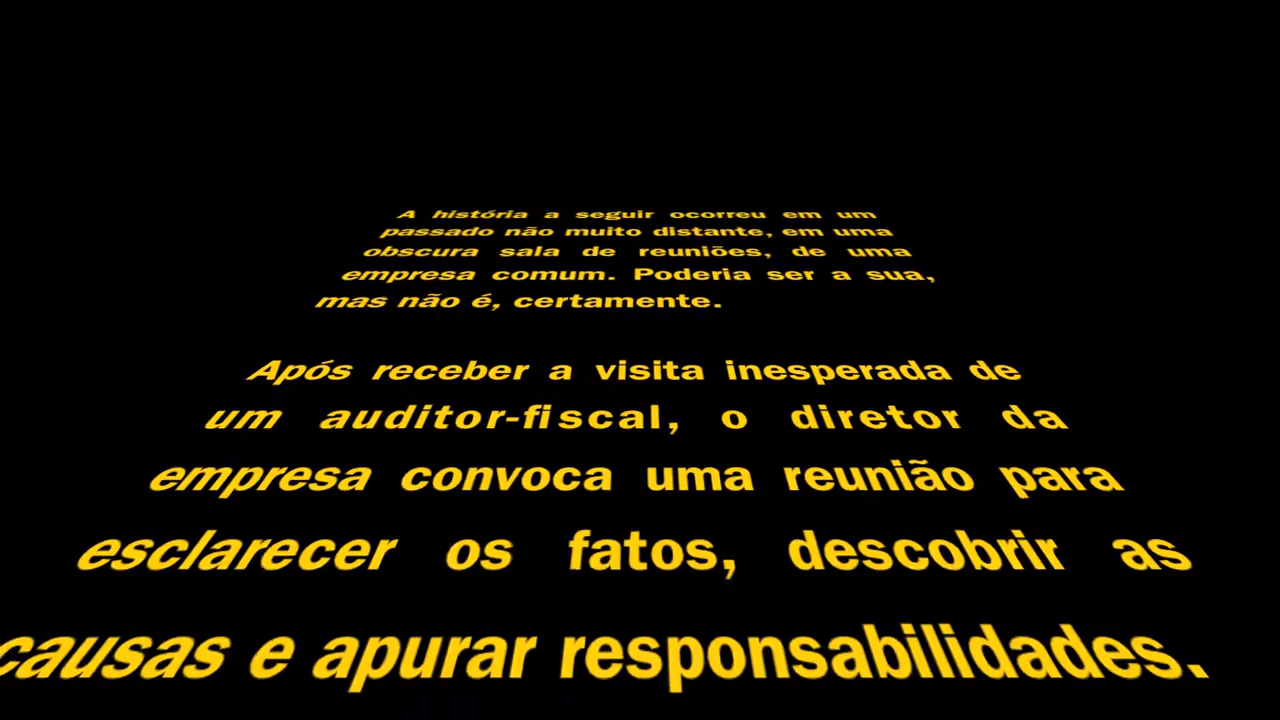 A história a seguir ocorreu em um
passado não muito distante, em uma
obscura sala de reuniões, de uma
empresa comum. Poderia ser a sua,
mas não é, certamente.
Após receber a visita inesperada de
um auditor-fiscal, o diretor da
empresa convoca uma reunião para
esclarecer os fatos, descobrir as
causas e apurar responsabilidades.